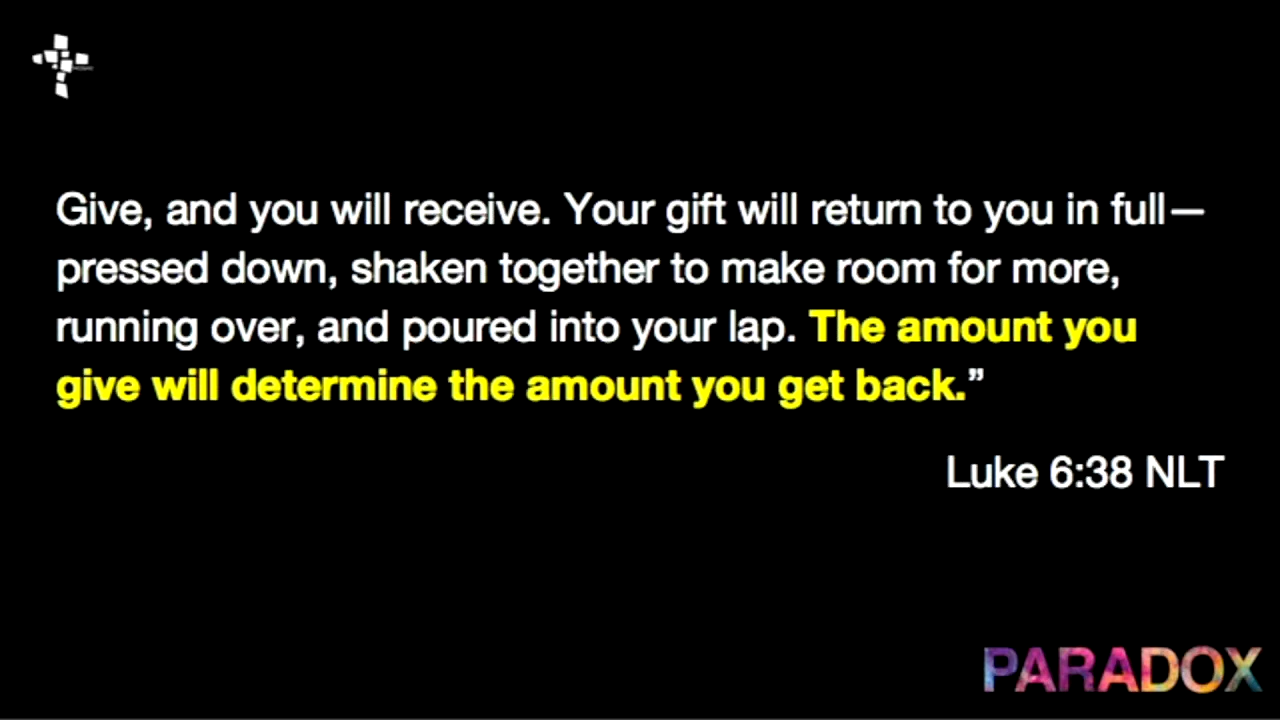 Give, and you will receive. Your gift will return to you in full—
pressed down, shaken together to make room for more,
running over, and poured into your lap. The amount you
give will determine the amount you get back.”
Luke 6:38 NLT
PARADOX